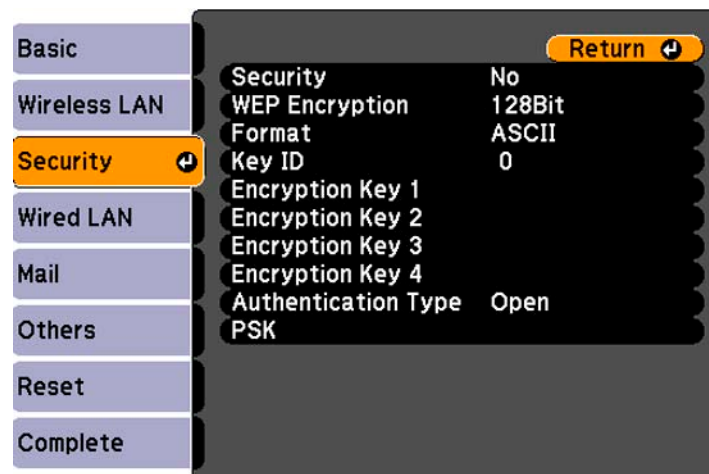 Basic
Wireless LAN
Security
Wired LAN
Mail
Others
Reset
Complete
Return
Security No
WEP Encryption 128Bit
Format ASCII
Key ID 0
Encryption Key 1
Encryption Key 2
Encryption Key 3
Encryption Key 4
Authentication Type Open
PSK